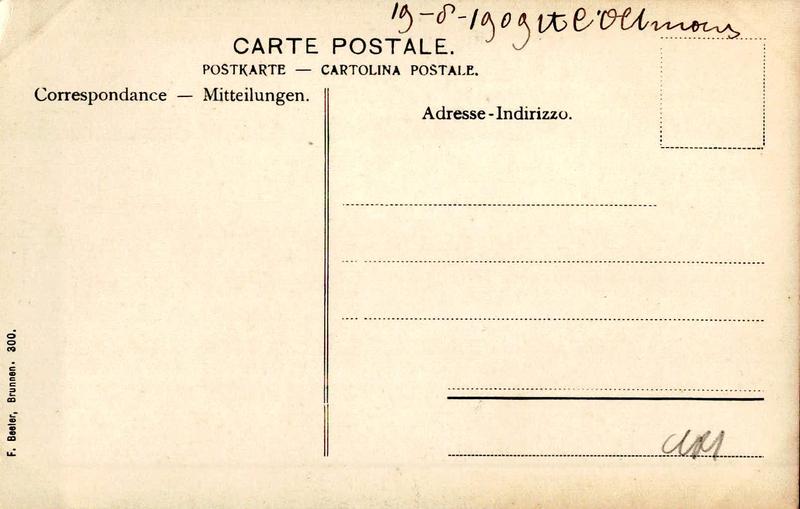 19-8-1909
CARTE POSTALE.
POSTKARTE — CARTOLINA POSTALE.
Correspondance — Mitteilungen.
Adresse-Indirizzo.
F. Beeler, Brunnen. 300.